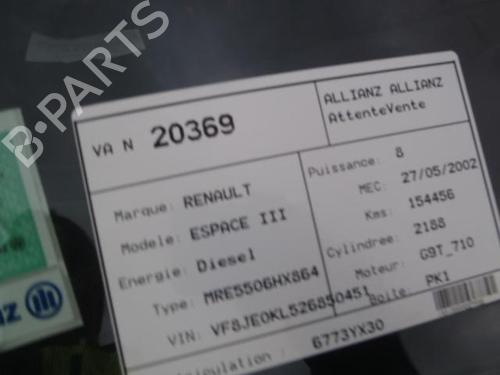 B-PARTS
VA N 20369
ALLIANZ ALLIANZ
AttenteVente
Marque: RENAULT
Modele: ESPACE III
Energie: Diesel
Type: MRE5506HX864
VIN: VF8JE0KL526850451
Puissance: 8
MEC: 27/05/2002
Kms: 154456
Cylindree: 2188
Moteur: G9T_710
Boite: PK1
6773YX30